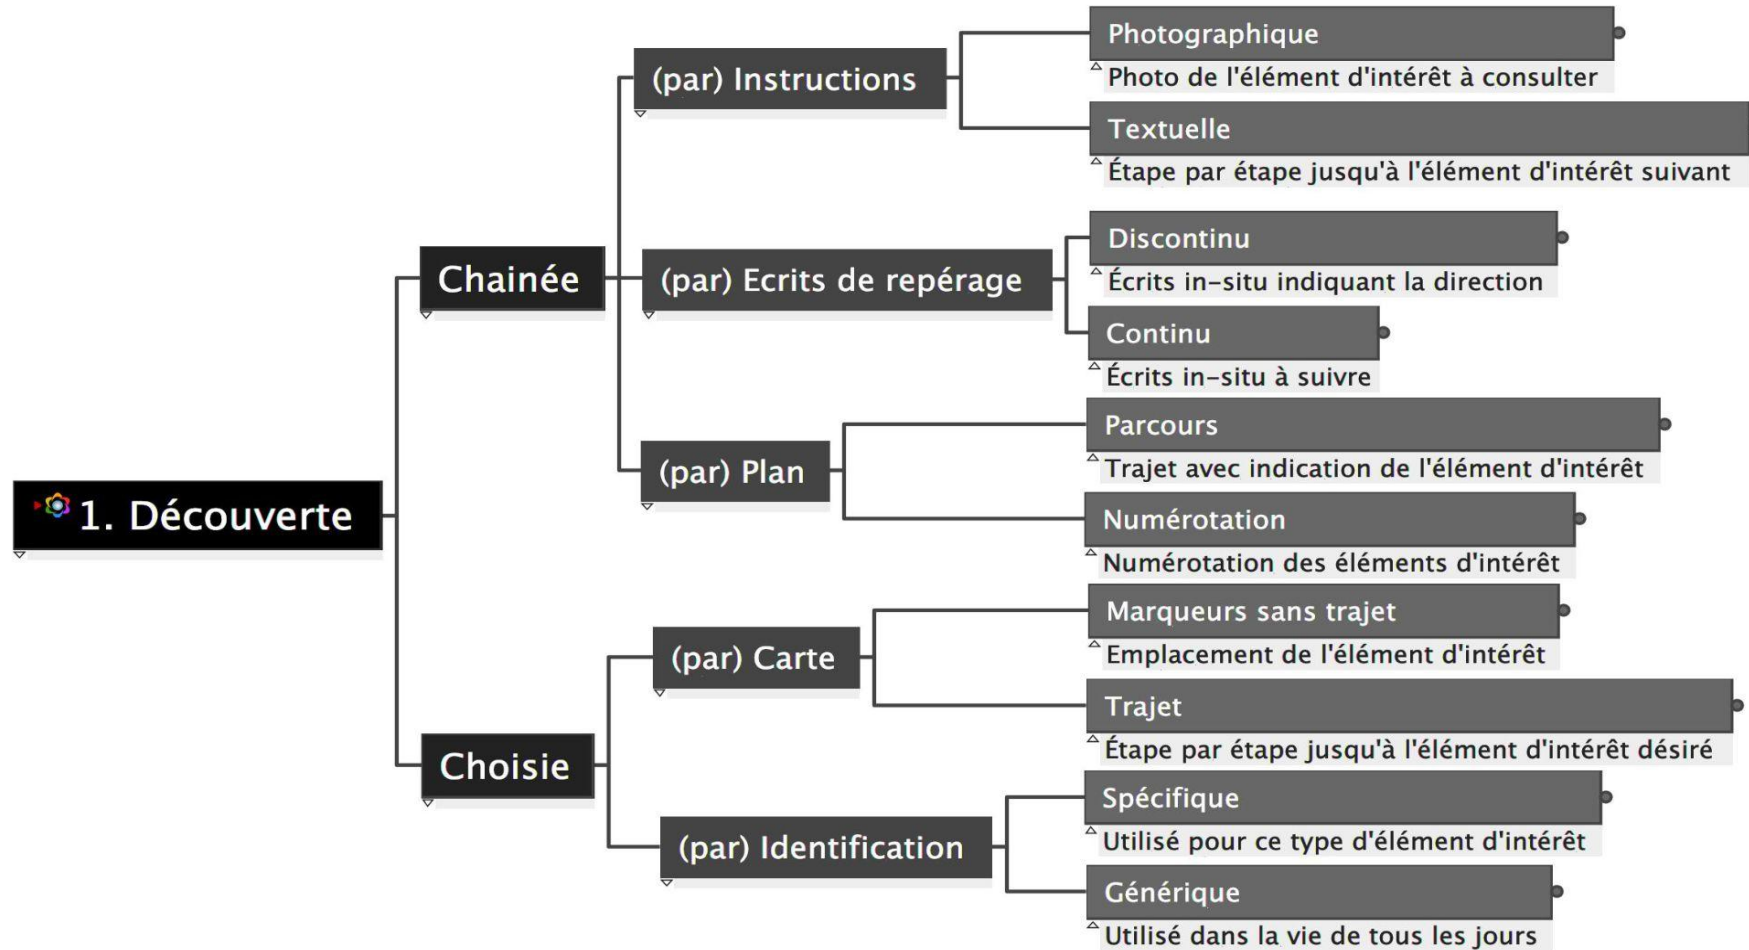 1. Découverte
Chainée
(par) Instructions
Photographique
Photo de l'élément d'intérêt à consulter
Textuelle
Étape par étape jusqu'à l'élément d'intérêt suivant
(par) Ecrits de repérage
Discontinu
Écrits in-situ indiquant la direction
Continu
Écrits in-situ à suivre
(par) Plan
Parcours
Trajet avec indication de l'élément d'intérêt
Numérotation
Numérotation des éléments d'intérêt
Choisie
(par) Carte
Marqueurs sans trajet
Emplacement de l'élément d'intérêt
Trajet
Étape par étape jusqu'à l'élément d'intérêt désiré
(par) Identification
Spécifique
Utilisé pour ce type d'élément d'intérêt
Générique
Utilisé dans la vie de tous les jours